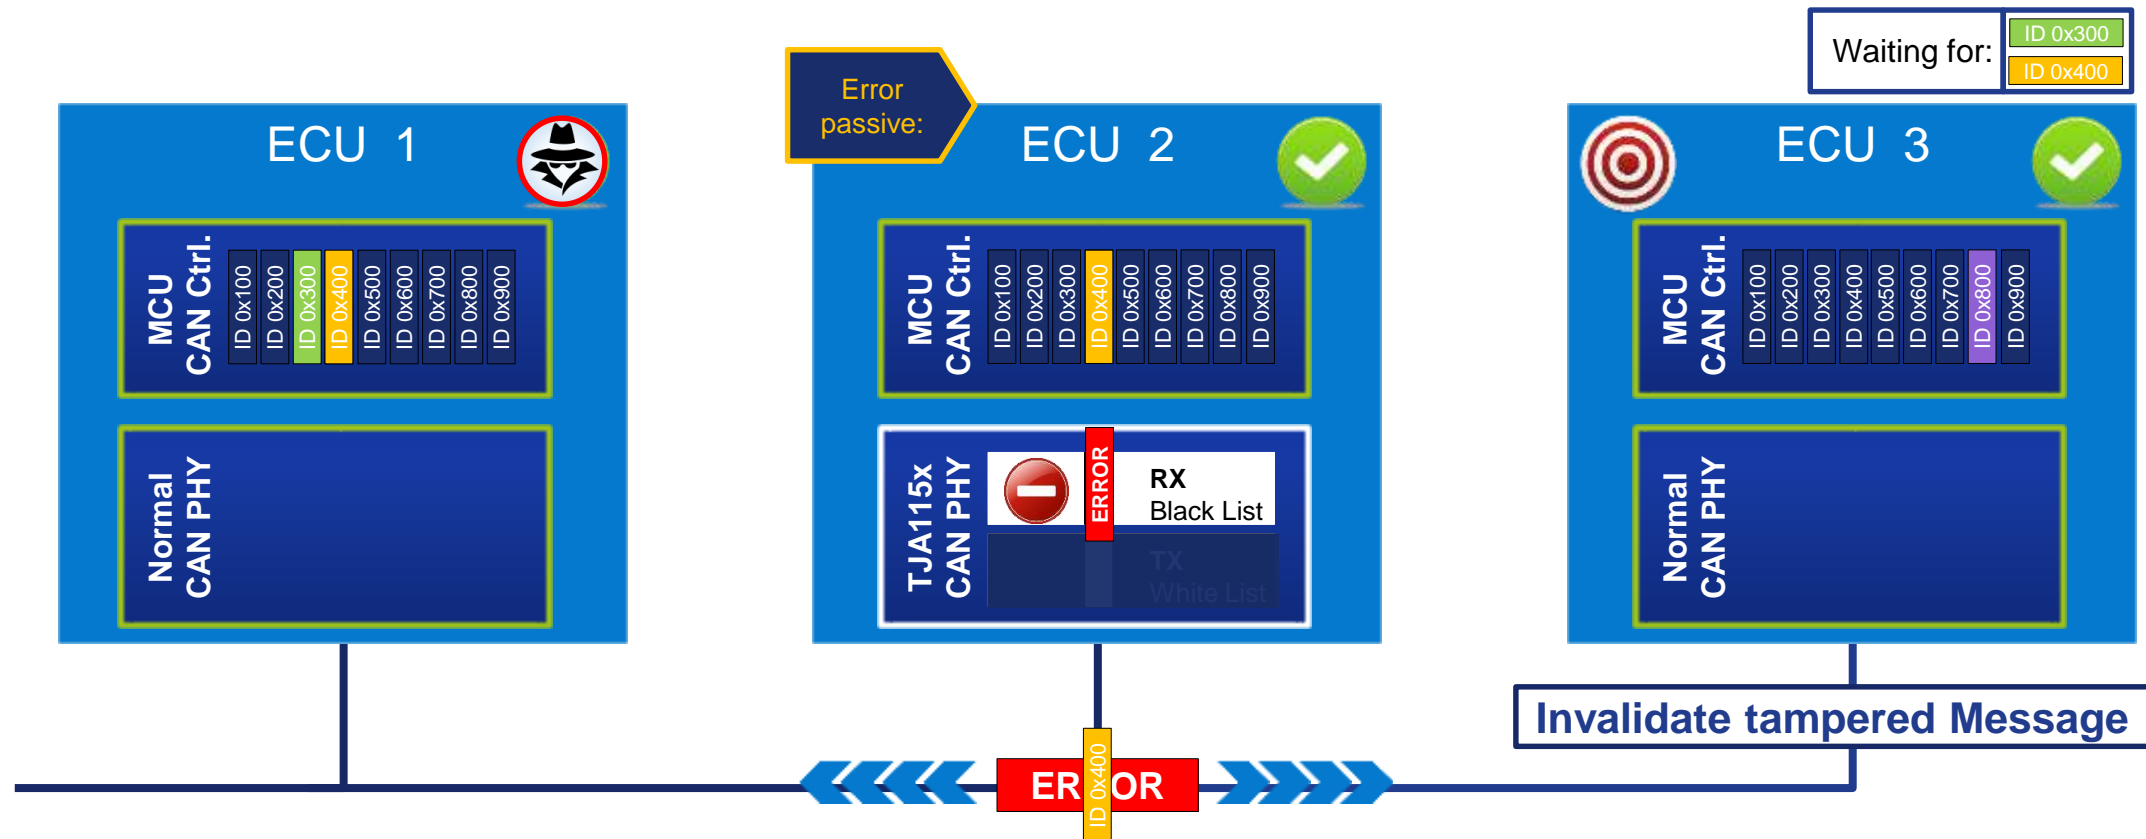 Waiting for:
ID 0x300
ID 0x400
Error
passive:
ECU 1
MCU
CAN Ctrl.
ID 0x100
ID 0x200
ID 0x300
ID 0x400
ID 0x500
ID 0x600
ID 0x700
ID 0x800
ID 0x900
Normal
CAN PHY
ECU 2
MCU
CAN Ctrl.
ID 0x100
ID 0x200
ID 0x300
ID 0x400
ID 0x500
ID 0x600
ID 0x700
ID 0x800
ID 0x900
TJA115x
CAN PHY
ERROR
RX
Black List
TX
White List
ECU 3
MCU
CAN Ctrl.
ID 0x100
ID 0x200
ID 0x300
ID 0x400
ID 0x500
ID 0x600
ID 0x700
ID 0x800
ID 0x900
Normal
CAN PHY
Invalidate tampered Message
ER OR
ID 0x400